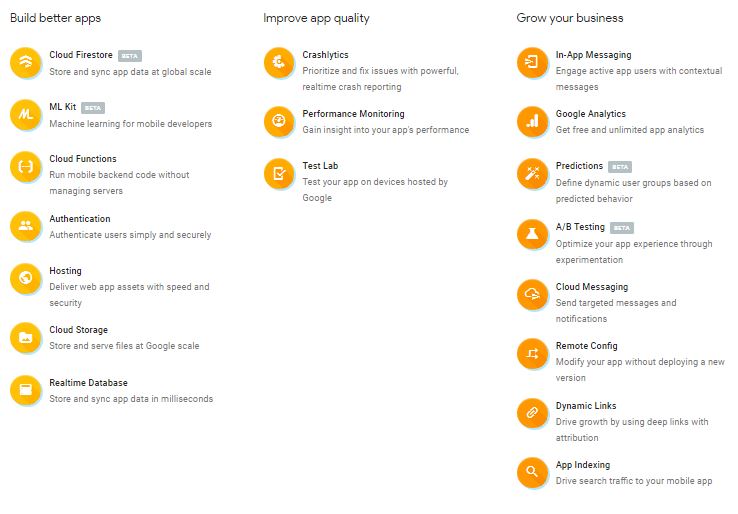 Build better apps
Cloud Firestore BETA
Store and sync app data at global scale
ML Kit BETA
Machine learning for mobile developers
Cloud Functions
Run mobile backend code without
managing servers
Authentication
Authenticate users simply and securely
Hosting
Deliver web app assets with speed and
security
Cloud Storage
Store and serve files at Google scale
Realtime Database
Store and sync app data in milliseconds
Improve app quality
Crashlytics
Prioritize and fix issues with powerful,
realtime crash reporting
Performance Monitoring
Gain insight into your app's performance
Test Lab
Test your app on devices hosted by
Google
Grow your business
In-App Messaging
Engage active app users with contextual
messages
Google Analytics
Get free and unlimited app analytics
Predictions BETA
Define dynamic user groups based on
predicted behavior
A/B Testing BETA
Optimize your app experience through
experimentation
Cloud Messaging
Send targeted messages and
notifications
Remote Config
Modify your app without deploying a new
version
Dynamic Links
Drive growth by using deep links with
attribution
App Indexing
Drive search traffic to your mobile app